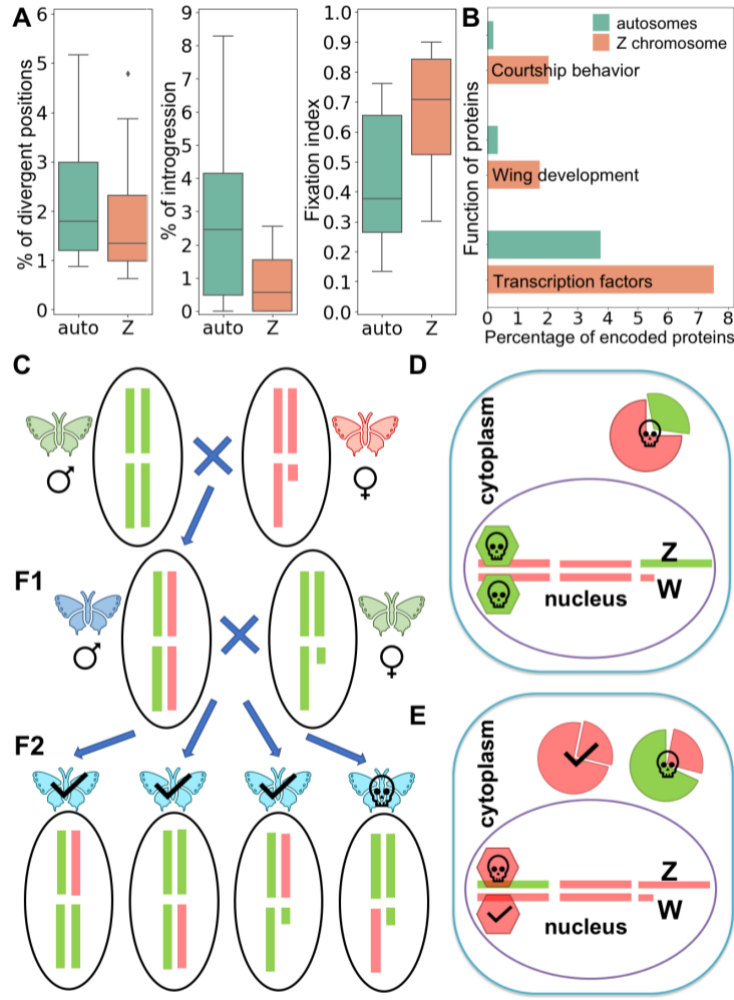 A
% of divergent positions
6
5
4
3
2
1
0
auto Z
% of introgression
9
8
7
6
5
4
3
2
1
0
auto Z
Fixation index
1.0
0.9
0.8
0.7
0.6
0.5
0.4
0.3
0.2
0.1
0.0
auto Z
B
autosomes
Z chromosome
Function of proteins
Courtship behavior
Wing development
Transcription factors
0 1 2 3 4 5 6 7 8
Percentage of encoded proteins
C
♂
♀
F1
♂
♀
F2
D
cytoplasm
Z
W
nucleus
E
cytoplasm
Z
W
nucleus